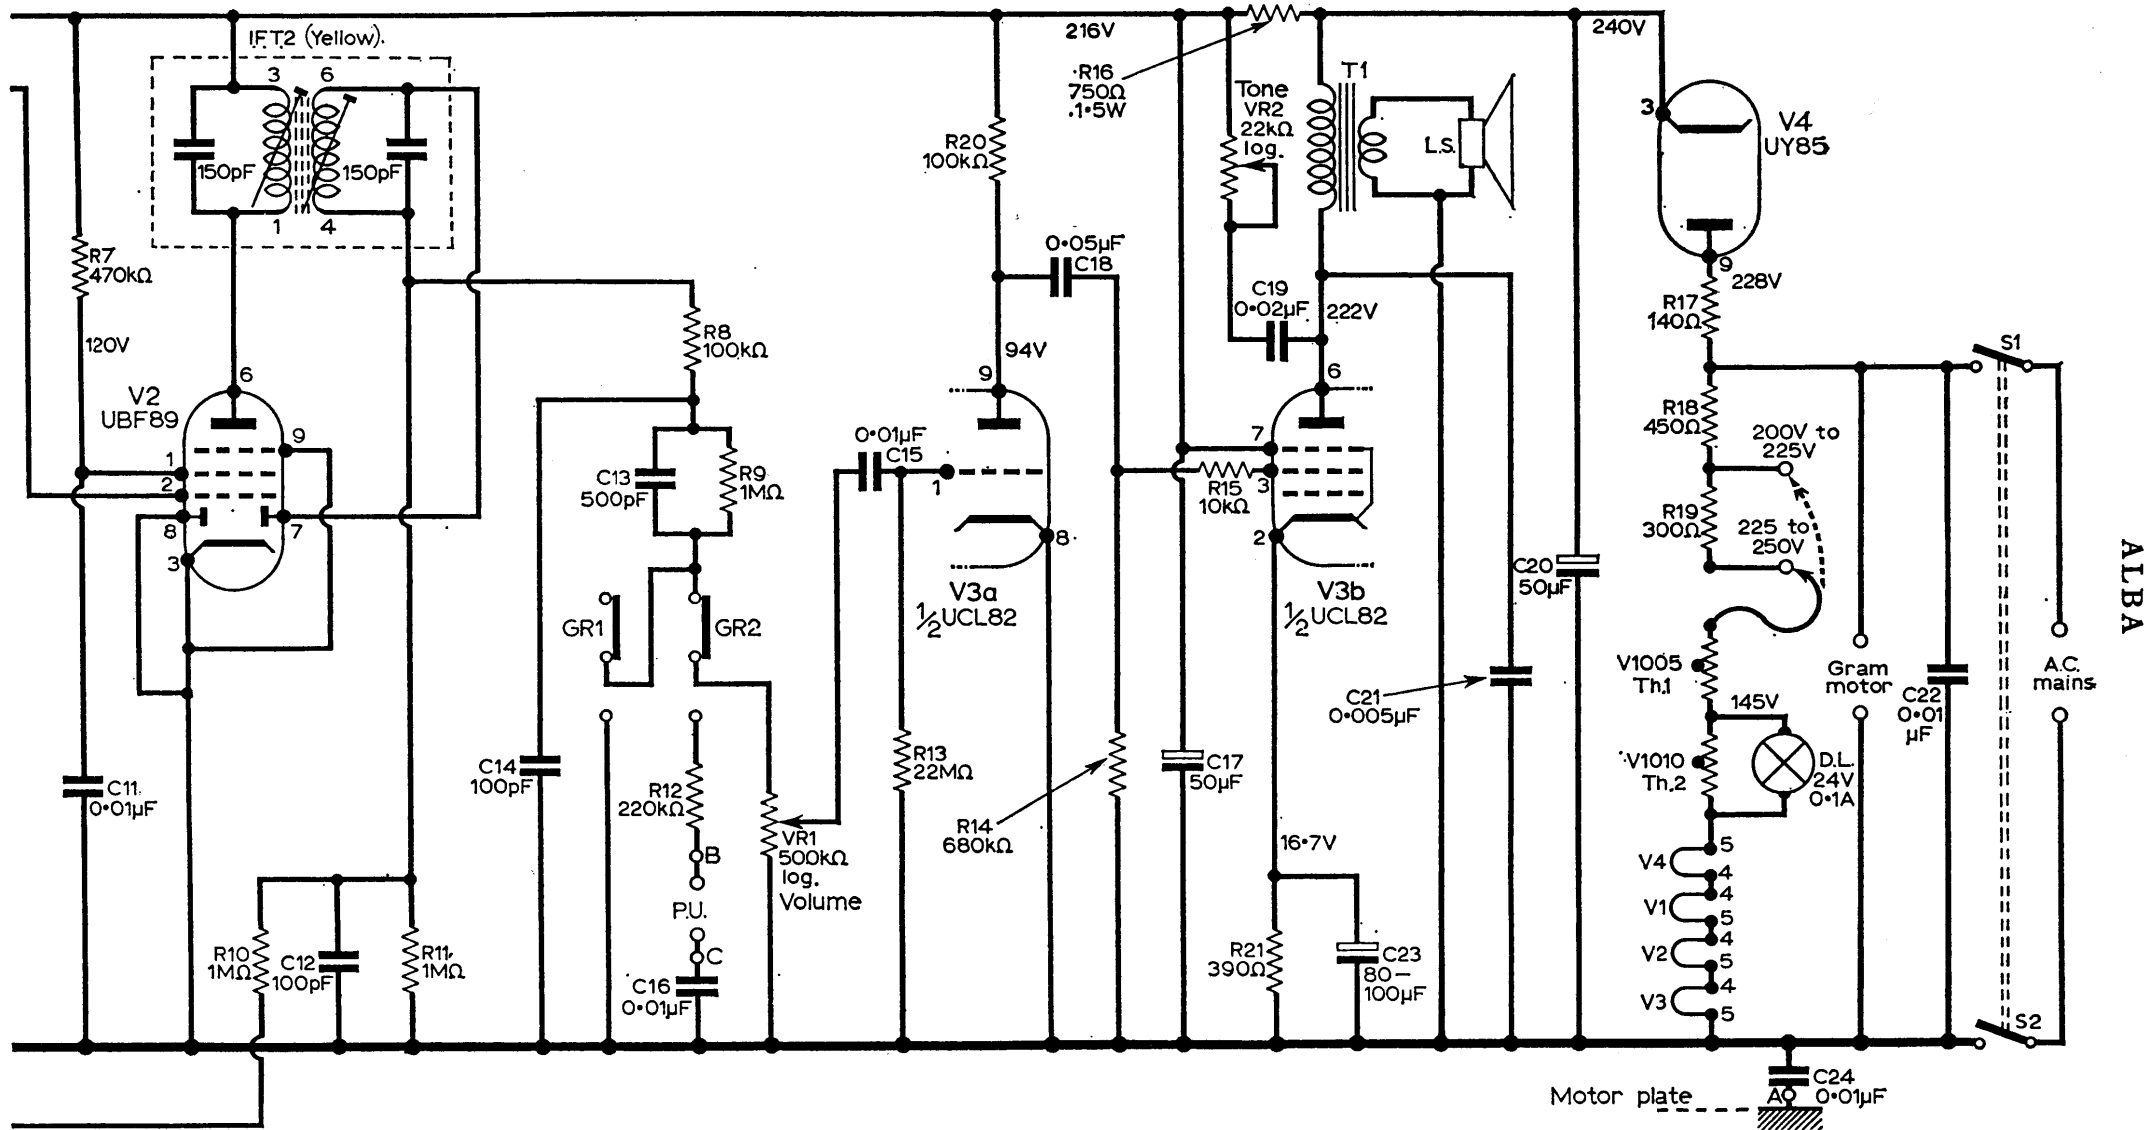 I.F.T.2 (Yellow).
3 6
150pF
150pF
1 4
R7
470kΩ
120V
V2
UBF89
6
9
1
2
8
7
3
C11
0·01µF
R8
100kΩ
C13
500pF
R9
1MΩ
GR1
GR2
C14
100pF
R12
220kΩ
B
P.U.
C
C16
0·01µF
VR1
500kΩ
log.
Volume
R10
1MΩ
C12
100pF
R11
1MΩ
0·01µF
C15
R13
22MΩ
R20
100kΩ
0·05µF
C18
94V
9
1
8
V3a
½UCL82
R14
680kΩ
216V
R16
750Ω
1·5W
Tone
VR2
22kΩ
log.
C19
0·02µF
T1
L.S.
222V
6
7
3
2
R15
10kΩ
V3b
½UCL82
C17
50µF
16·7V
R21
390Ω
C23
80–
100µF
C21
0·005µF
C20
50µF
240V
3
V4
UY85
9
228V
R17
140Ω
R18
450Ω
200V to
225V
R19
300Ω
225 to
250V
V1005
Th.1
145V
V1010
Th.2
D.L.
24V
0·1A
V4
5
4
V1
4
5
V2
4
5
V3
4
5
Gram
motor
C22
0·01
µF
S1
A.C.
mains
S2
C24
0·01µF
A
Motor plate
ALBA